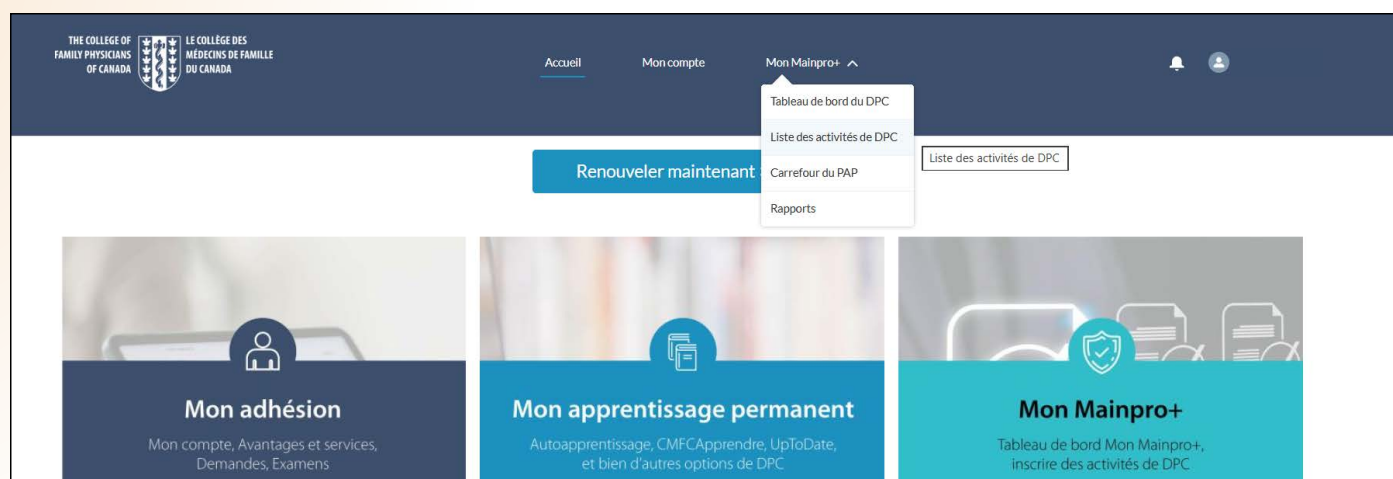 THE COLLEGE OF
FAMILY PHYSICIANS
OF CANADA
LE COLLÈGE DES
MÉDECINS DE FAMILLE
DU CANADA
Accueil
Mon compte
Mon Mainpro+
Tableau de bord du DPC
Liste des activités de DPC
Carrefour du PAP
Rapports
Liste des activités de DPC
Renouveler maintenant
Mon adhésion
Mon compte, Avantages et services,
Demandes, Examens
Mon apprentissage permanent
Autoapprentissage, CMFCApprendre, UpToDate,
et bien d'autres options de DPC
Mon Mainpro+
Tableau de bord Mon Mainpro+,
inscrire des activités de DPC